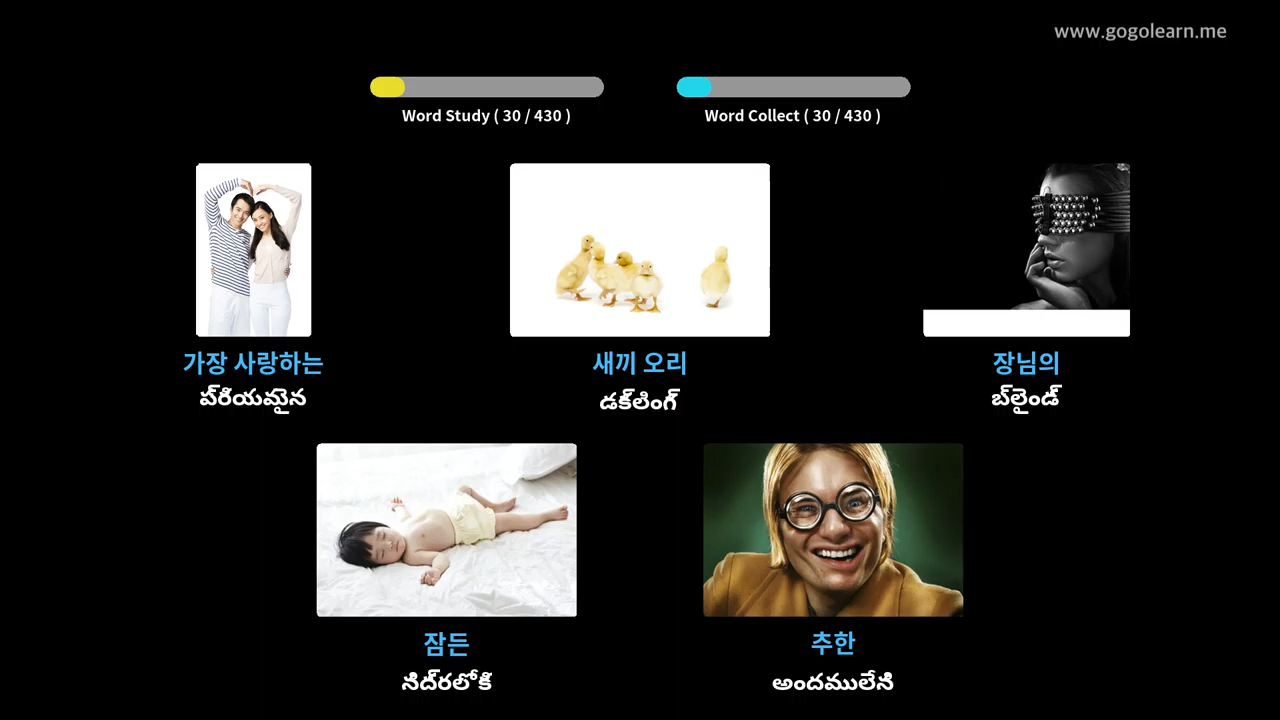 www.gogolearn.me
Word Study ( 30 / 430 )
Word Collect ( 30 / 430 )
가장 사랑하는
ప్‌రియమైన
새끼 오리
డక్‌లింగ్
장님의
బ్‌లైండ్
잠든
నిద్‌రలోకి
추한
అందములేని